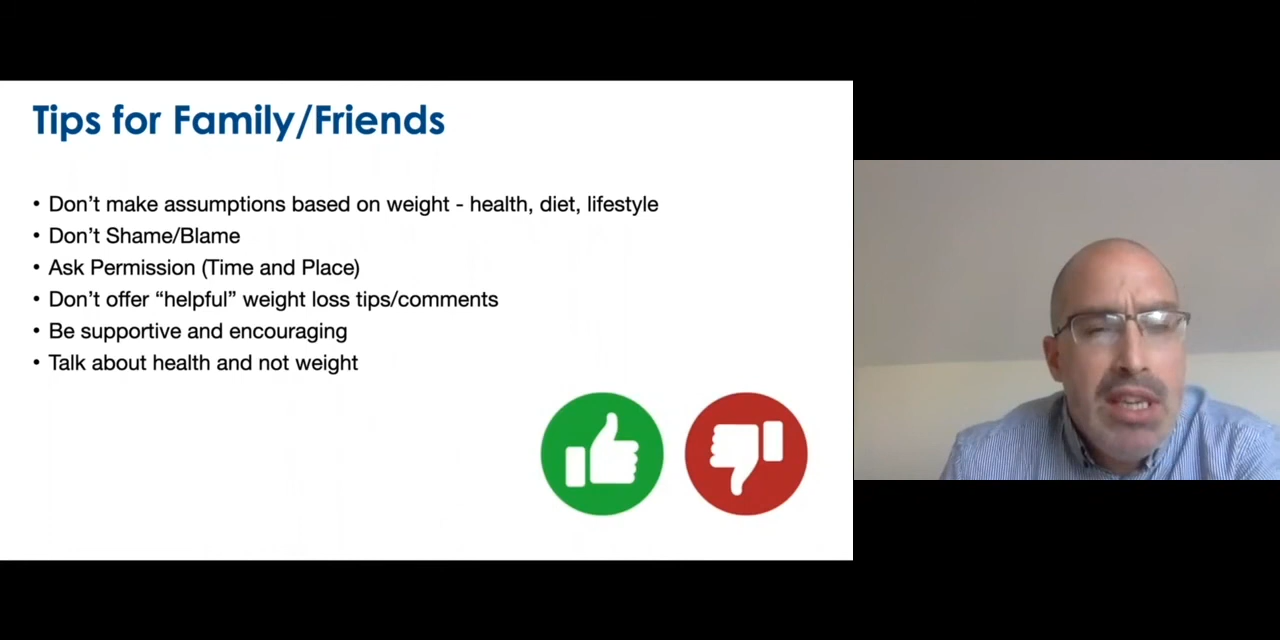 Tips for Family/Friends
• Don’t make assumptions based on weight - health, diet, lifestyle
• Don’t Shame/Blame
• Ask Permission (Time and Place)
• Don’t offer “helpful” weight loss tips/comments
• Be supportive and encouraging
• Talk about health and not weight